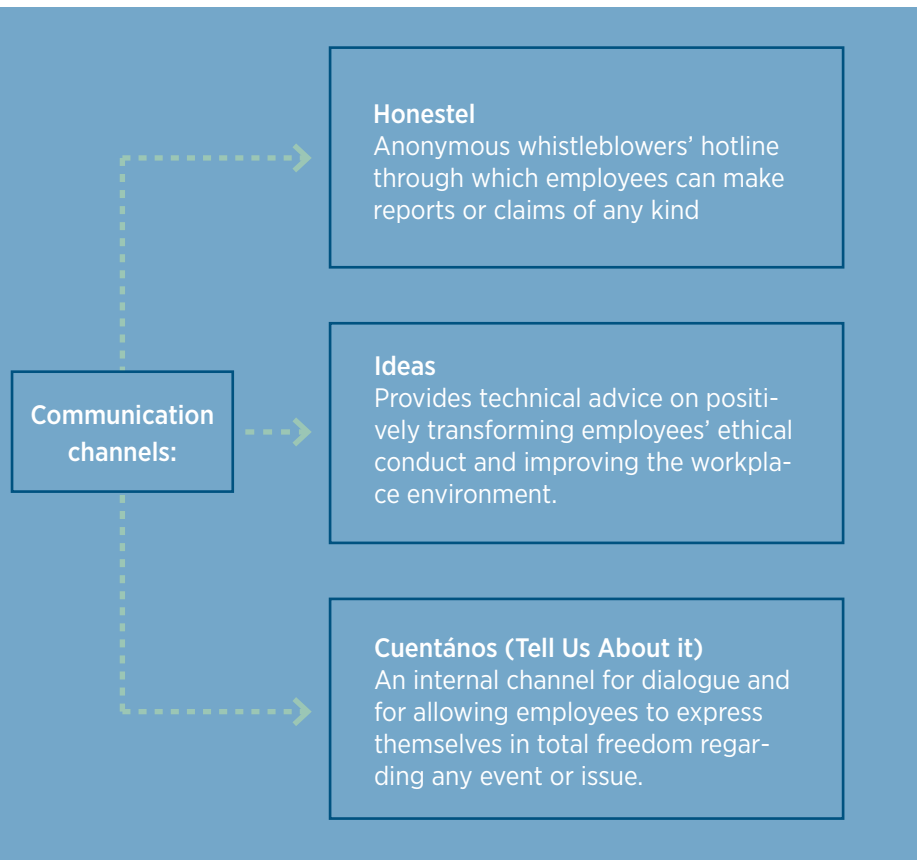 Honestel
Anonymous whistleblowers’ hotline
through which employees can make
reports or claims of any kind
Communication
channels:
Ideas
Provides technical advice on positi-
vely transforming employees’ ethical
conduct and improving the workpla-
ce environment.
Cuentános (Tell Us About it)
An internal channel for dialogue and
for allowing employees to express
themselves in total freedom regar-
ding any event or issue.